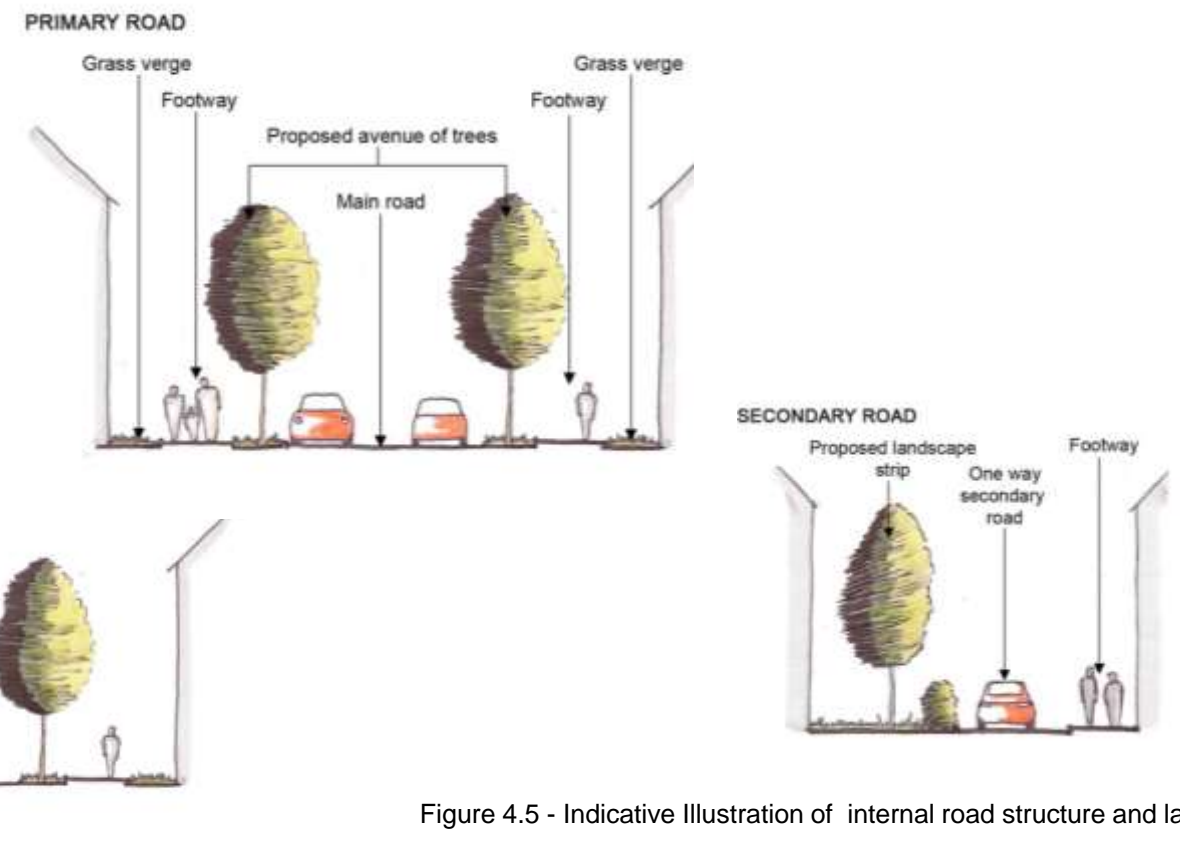 PRIMARY ROAD
Grass verge
Grass verge
Footway
Footway
Proposed avenue of trees
Main road
SECONDARY ROAD
Proposed landscape
strip
Footway
One way
secondary
road
Figure 4.5 - Indicative Illustration of internal road structure and la